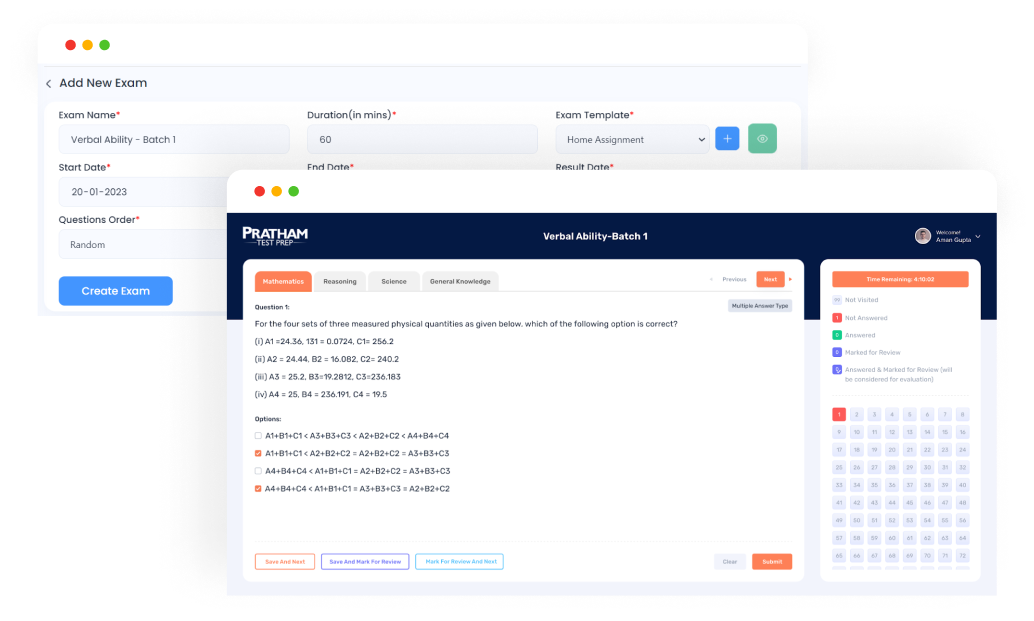 Add New Exam
Exam Name*
Duration(in mins)*
Exam Template*
Verbal Ability - Batch 1
60
Home Assignment
Start Date*
End Date*
Result Date*
20-01-2023
Questions Order*
Random
Create Exam
PRATHAM
TEST PREP
Verbal Ability-Batch 1
Welcome!
Aman Gupta
Mathematics
Reasoning
Science
General Knowledge
Previous
Next
Question 1:
Multiple Answer Type
For the four sets of three measured physical quantities as given below. which of the following option is correct?
(i) A1 =24.36, 131 = 0.0724, C1= 256.2
(ii) A2 = 24.44, B2 = 16.082, C2= 240.2
(iii) A3 = 25.2, B3=19.2812, C3=236.183
(iv) A4 = 25, B4 = 236.191, C4 = 19.5
Options:
A1+B1+C1 < A3+B3+C3 < A2+B2+C2 < A4+B4+C4
A1+B1+C1 < A2+B2+C2 = A2+B2+C2 = A3+B3+C3
A4+B4+C4 < A1+B1+C1 = A2+B2+C2 = A3+B3+C3
A4+B4+C4 < A1+B1+C1 = A3+B3+C3 = A2+B2+C2
Save And Next
Save And Mark For Review
Mark For Review And Next
Clear
Submit
Time Remaining: 4:10:02
Not Visited
1 Not Answered
0 Answered
0 Marked for Review
Answered & Marked for Review (will
be considered for evaluation)
1 2 3 4 5 6 7 8
9 10 11 12 13 14 15 16
17 18 19 20 21 22 23 24
25 26 27 28 29 30 31 32
33 34 35 36 37 38 39 40
41 42 43 44 45 46 47 48
49 50 51 52 53 54 55 56
57 58 59 60 61 62 63 64
65 66 67 68 69 70 71 72